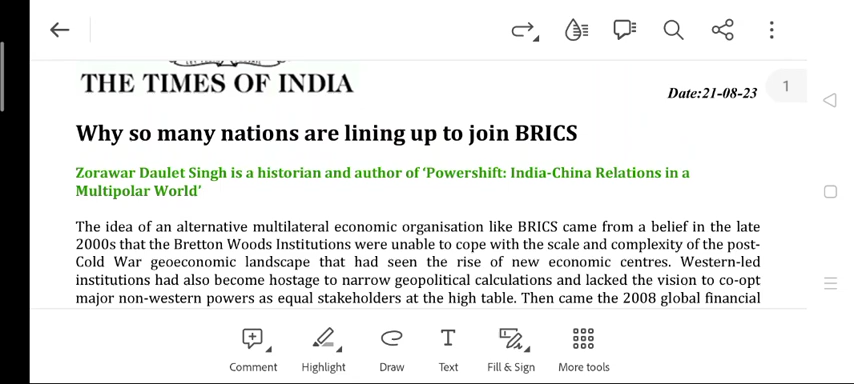 THE TIMES OF INDIA
Date:21-08-23
1
Why so many nations are lining up to join BRICS
Zorawar Daulet Singh is a historian and author of ‘Powershift: India-China Relations in a
Multipolar World’
The idea of an alternative multilateral economic organisation like BRICS came from a belief in the late
2000s that the Bretton Woods Institutions were unable to cope with the scale and complexity of the post-
Cold War geoeconomic landscape that had seen the rise of new economic centres. Western-led
institutions had also become hostage to narrow geopolitical calculations and lacked the vision to co-opt
major non-western powers as equal stakeholders at the high table. Then came the 2008 global financial
Comment Highlight Draw Text Fill & Sign More tools